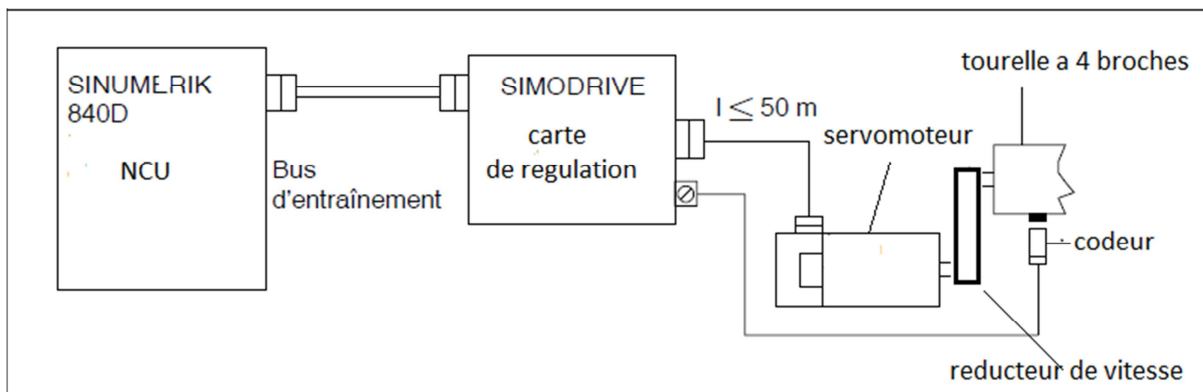 SINUMERIK
840D
NCU
Bus
d'entraînement
SIMODRIVE
carte
de regulation
l ≤ 50 m
servomoteur
tourelle a 4 broches
codeur
reducteur de vitesse